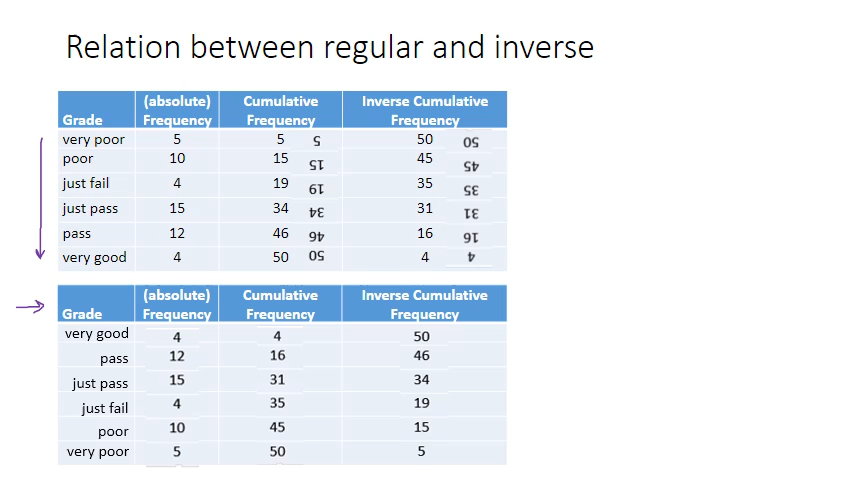 Relation between regular and inverse
Grade (absolute) Frequency Cumulative Frequency Inverse Cumulative Frequency
very poor 5 5 5 50 50
poor 10 15 15 45 45
just fail 4 19 19 35 35
just pass 15 34 34 31 31
pass 12 46 46 16 16
very good 4 50 50 4 4
Grade (absolute) Frequency Cumulative Frequency Inverse Cumulative Frequency
very good 4 4 50
pass 12 16 46
just pass 15 31 34
just fail 4 35 19
poor 10 45 15
very poor 5 50 5